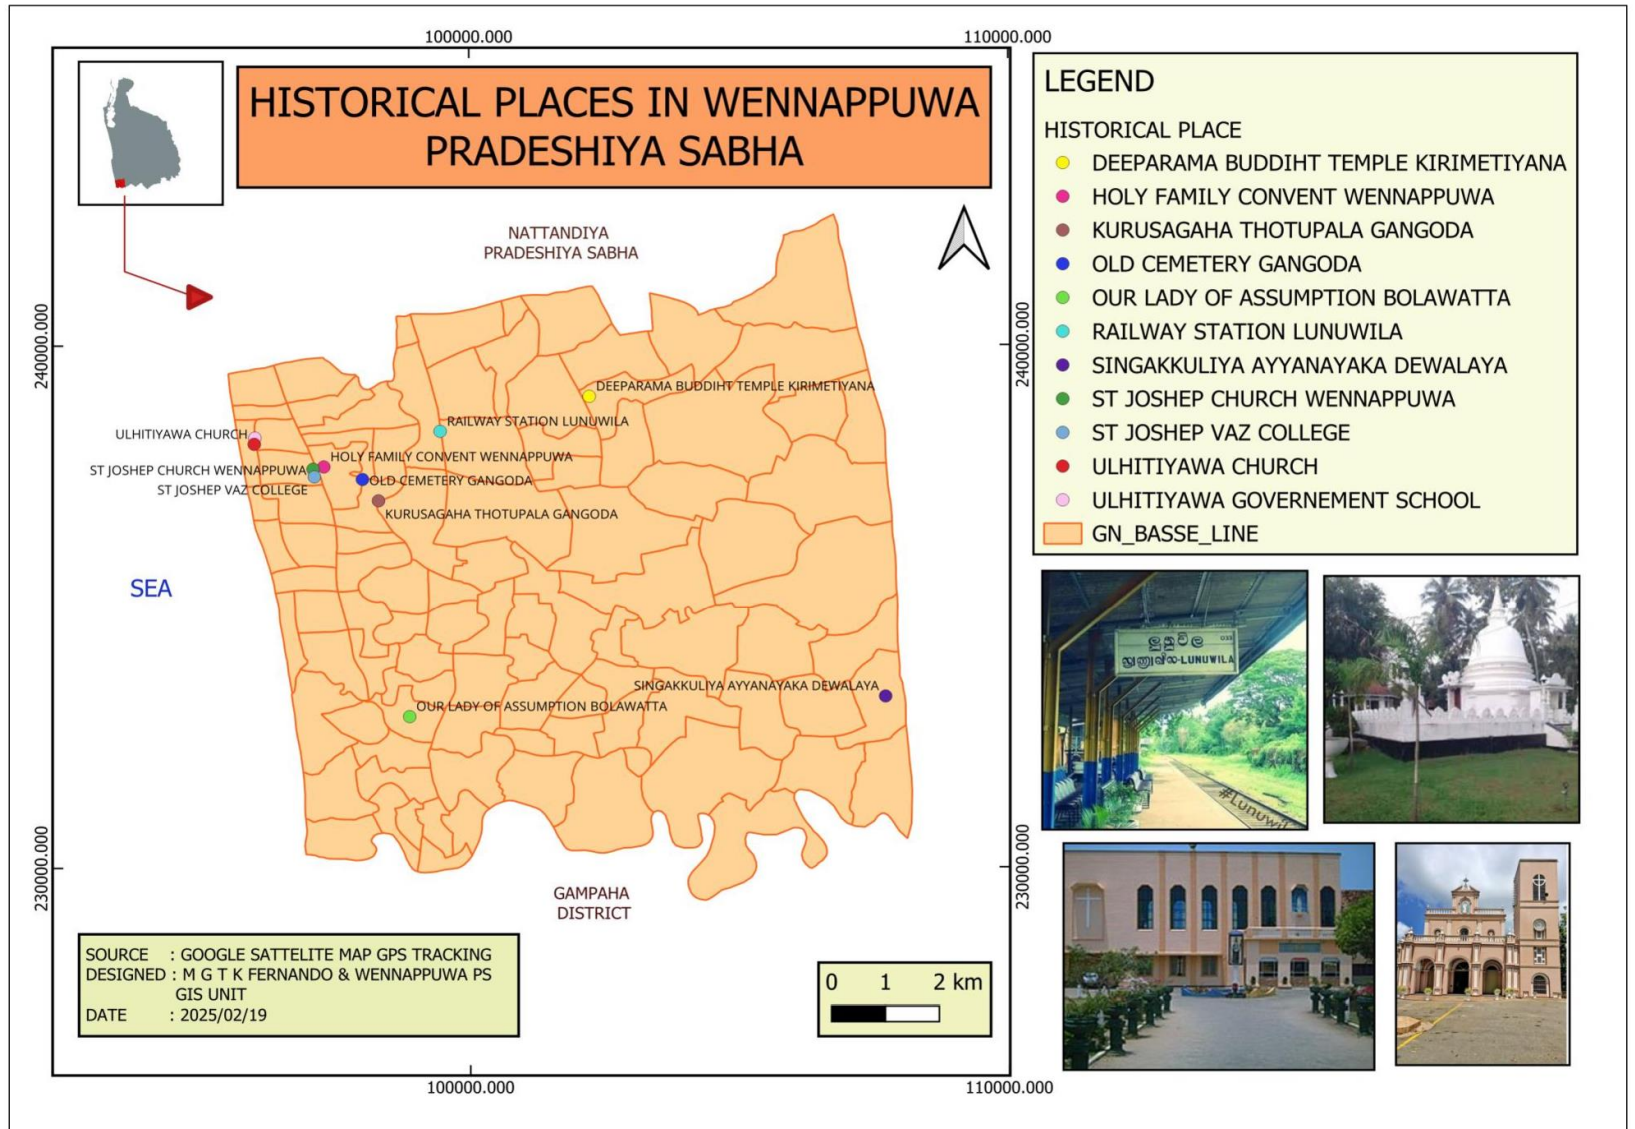 100000.000
110000.000
HISTORICAL PLACES IN WENNAPPUWA
PRADESHIYA SABHA
NATTANDIYA
PRADESHIYA SABHA
240000.000
240000.000
DEEPARAMA BUDDIHT TEMPLE KIRIMETIYANA
RAILWAY STATION LUNUWILA
ULHITIYAWA CHURCH
HOLY FAMILY CONVENT WENNAPPUWA
ST JOSHEP CHURCH WENNAPPUWA
OLD CEMETERY GANGODA
ST JOSHEP VAZ COLLEGE
KURUSAGAHA THOTUPALA GANGODA
SEA
SINGAKKULIYA AYYANAYAKA DEWALAYA
OUR LADY OF ASSUMPTION BOLAWATTA
230000.000
230000.000
GAMPAHA
DISTRICT
SOURCE : GOOGLE SATTELITE MAP GPS TRACKING
DESIGNED : M G T K FERNANDO & WENNAPPUWA PS
GIS UNIT
DATE : 2025/02/19
0 1 2 km
100000.000
110000.000
LEGEND
HISTORICAL PLACE
DEEPARAMA BUDDIHT TEMPLE KIRIMETIYANA
HOLY FAMILY CONVENT WENNAPPUWA
KURUSAGAHA THOTUPALA GANGODA
OLD CEMETERY GANGODA
OUR LADY OF ASSUMPTION BOLAWATTA
RAILWAY STATION LUNUWILA
SINGAKKULIYA AYYANAYAKA DEWALAYA
ST JOSHEP CHURCH WENNAPPUWA
ST JOSHEP VAZ COLLEGE
ULHITIYAWA CHURCH
ULHITIYAWA GOVERNEMENT SCHOOL
GN_BASSE_LINE
ලුනුවිල
LUNUWILA
#Lunuwil